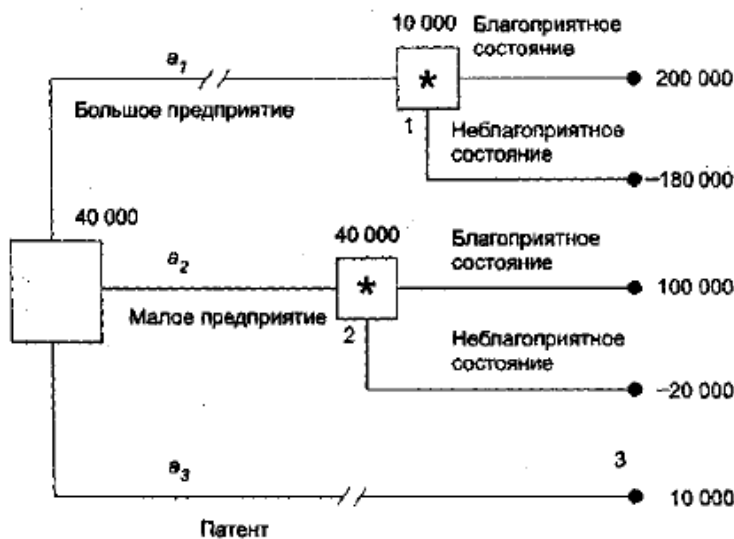 10 000
Благоприятное
состояние
a₁
*
200 000
Большое предприятие
1
Неблагоприятное
состояние
-180 000
40 000
40 000
Благоприятное
состояние
a₂
*
100 000
Малое предприятие
2
Неблагоприятное
состояние
-20 000
a₃
3
10 000
Патент